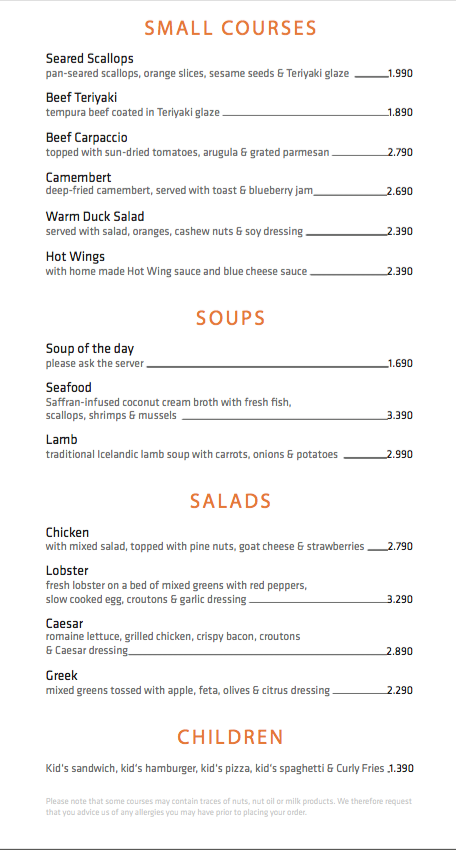 SMALL COURSES
Seared Scallops
pan-seared scallops, orange slices, sesame seeds & Teriyaki glaze 1.990
Beef Teriyaki
tempura beef coated in Teriyaki glaze 1.890
Beef Carpaccio
topped with sun-dried tomatoes, arugula & grated parmesan 2.790
Camembert
deep-fried camembert, served with toast & blueberry jam 2.690
Warm Duck Salad
served with salad, oranges, cashew nuts & soy dressing 2.390
Hot Wings
with home made Hot Wing sauce and blue cheese sauce 2.390
SOUPS
Soup of the day
please ask the server 1.690
Seafood
Saffran-infused coconut cream broth with fresh fish,
scallops, shrimps & mussels 3.390
Lamb
traditional Icelandic lamb soup with carrots, onions & potatoes 2.990
SALADS
Chicken
with mixed salad, topped with pine nuts, goat cheese & strawberries 2.790
Lobster
fresh lobster on a bed of mixed greens with red peppers,
slow cooked egg, croutons & garlic dressing 3.290
Caesar
romaine lettuce, grilled chicken, crispy bacon, croutons
& Caesar dressing 2.890
Greek
mixed greens tossed with apple, feta, olives & citrus dressing 2.290
CHILDREN
Kid's sandwich, kid's hamburger, kid's pizza, kid's spaghetti & Curly Fries 1.390
Please note that some courses may contain traces of nuts, nut oil or milk products. We therefore request
that you advice us of any allergies you may have prior to placing your order.